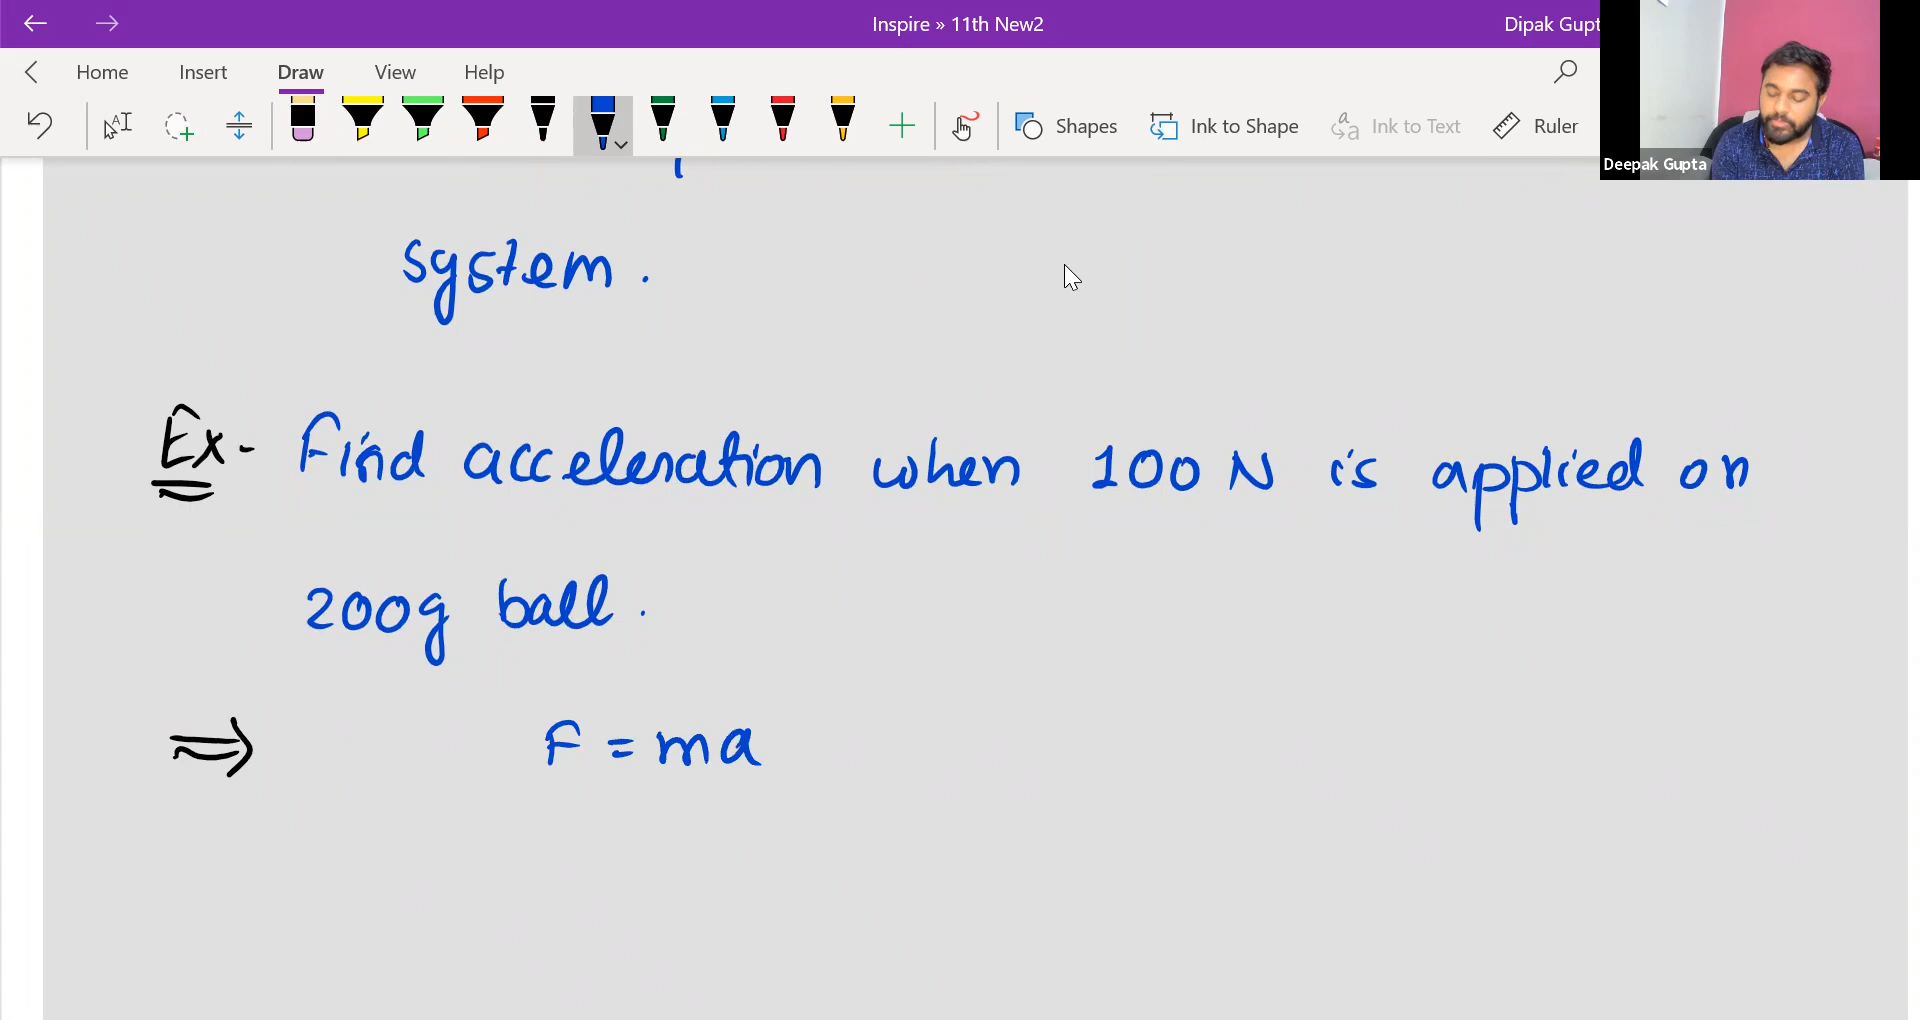 Inspire » 11th New2
Dipak Gupt
Home Insert Draw View Help
Shapes Ink to Shape Ink to Text Ruler
Deepak Gupta
system.
Ex- Find acceleration when 100 N is applied on
200g ball.
⇒ F = ma